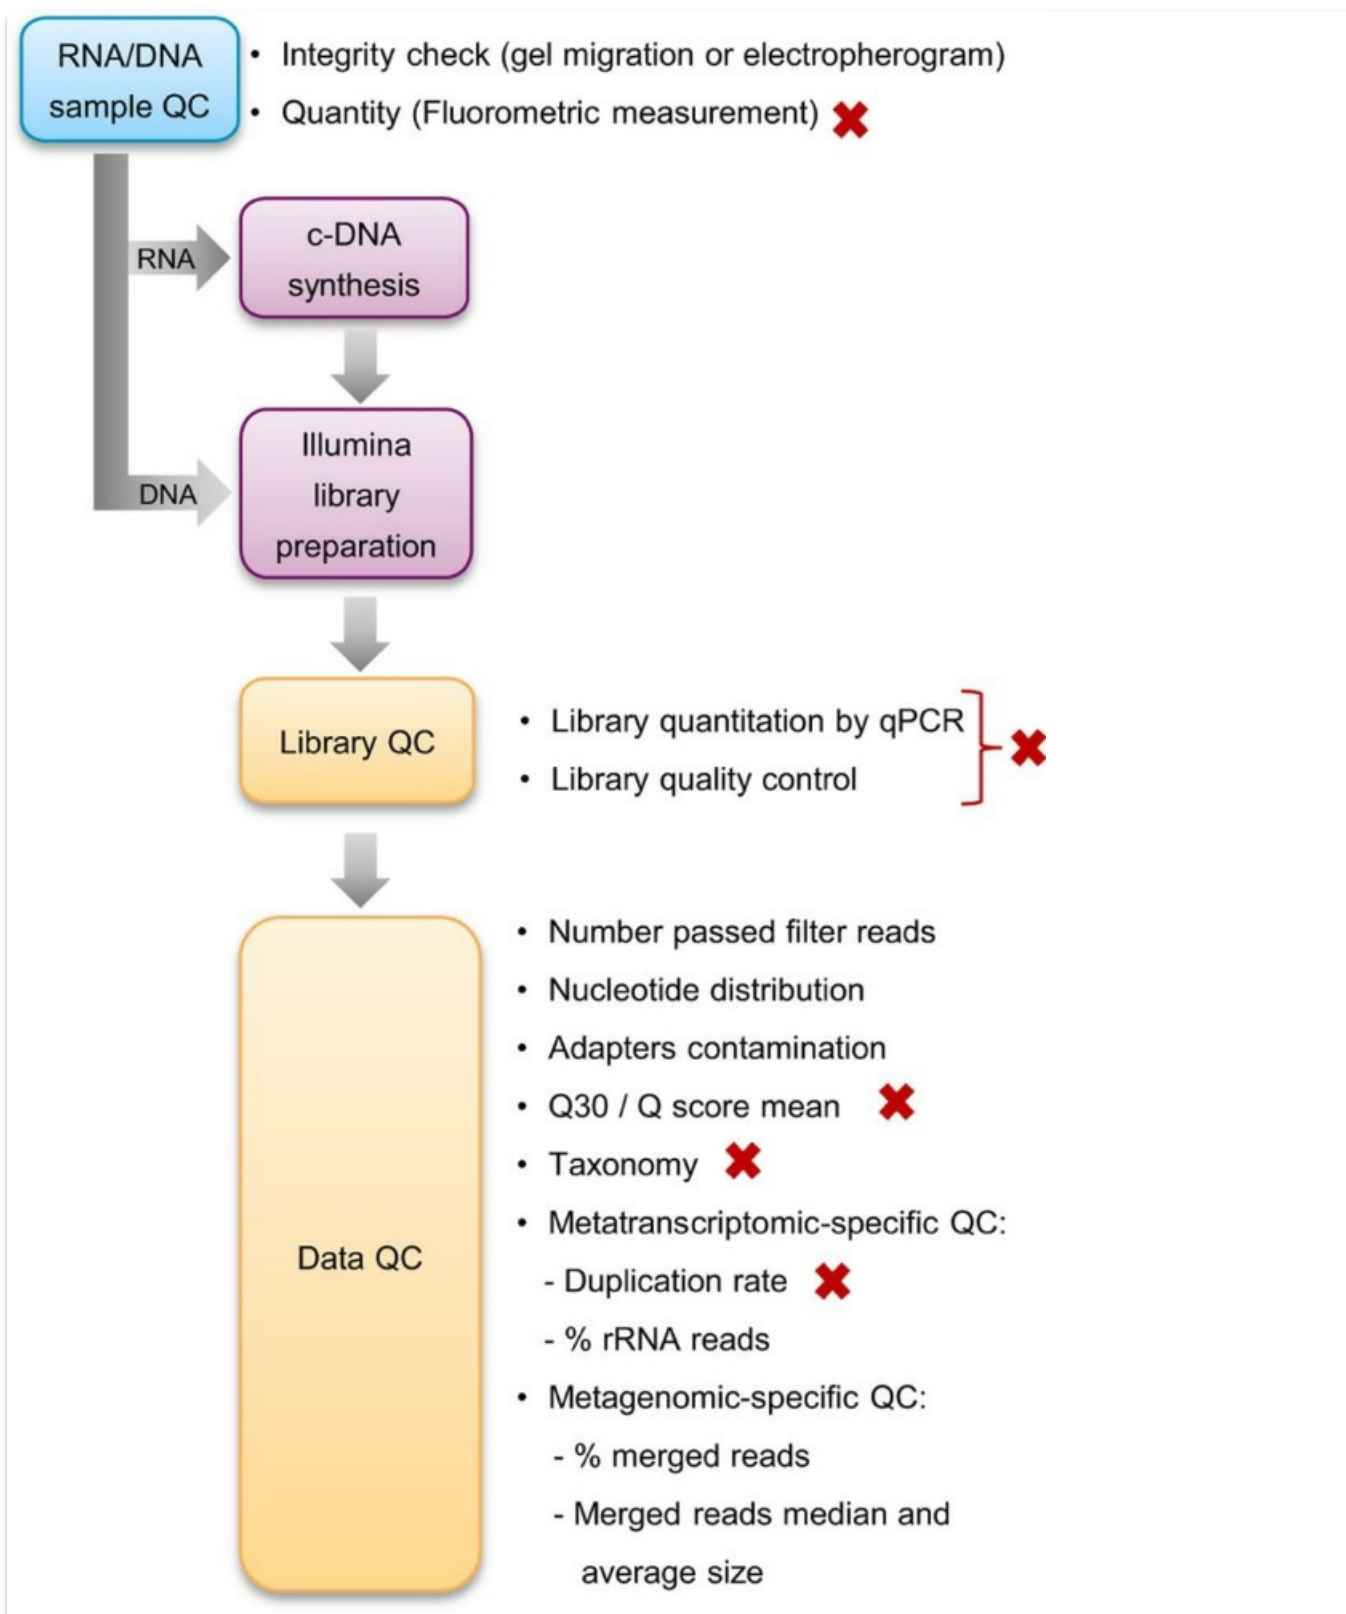 RNA/DNA
sample QC
• Integrity check (gel migration or electropherogram)
• Quantity (Fluorometric measurement)
RNA
c-DNA
synthesis
DNA
Illumina
library
preparation
Library QC
• Library quantitation by qPCR
• Library quality control
Data QC
• Number passed filter reads
• Nucleotide distribution
• Adapters contamination
• Q30 / Q score mean
• Taxonomy
• Metatranscriptomic-specific QC:
- Duplication rate
- % rRNA reads
• Metagenomic-specific QC:
- % merged reads
- Merged reads median and
average size